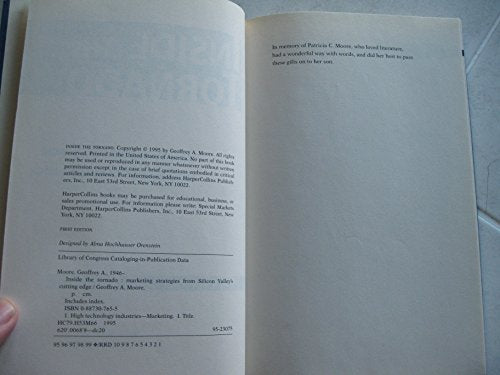 INSIDE THE TORNADO. Copyright © 1995 by Geoffrey A. Moore. All rights
reserved. Printed in the United States of America. No part of this book
may be used or reproduced in any manner whatsoever without written
permission except in the case of brief quotations embodied in critical
articles and reviews. For information, address HarperCollins Publish-
ers, Inc., 10 East 53rd Street, New York, NY 10022.
HarperCollins books may be purchased for educational, business, or
sales promotional use. For information please write: Special Markets
Department, HarperCollins Publishers, Inc., 10 East 53rd Street, New
York, NY 10022.
FIRST EDITION
Designed by Alma Hochhauser Orenstein
Library of Congress Cataloging-in-Publication Data
Moore, Geoffrey A., 1946–
Inside the tornado : marketing strategies from Silicon Valley's
cutting edge / Geoffrey A. Moore.
p. cm.
Includes index.
ISBN 0-88730-765-5
1. High technology industries—Marketing. I. Title.
HC79.H53M66 1995
620'.0068'8—dc20 95-23075
95 96 97 98 99 ❖/RRD 10 9 8 7 6 5 4 3 2 1
In memory of Patricia C. Moore, who loved literature,
had a wonderful way with words, and did her best to pass
these gifts on to her son.